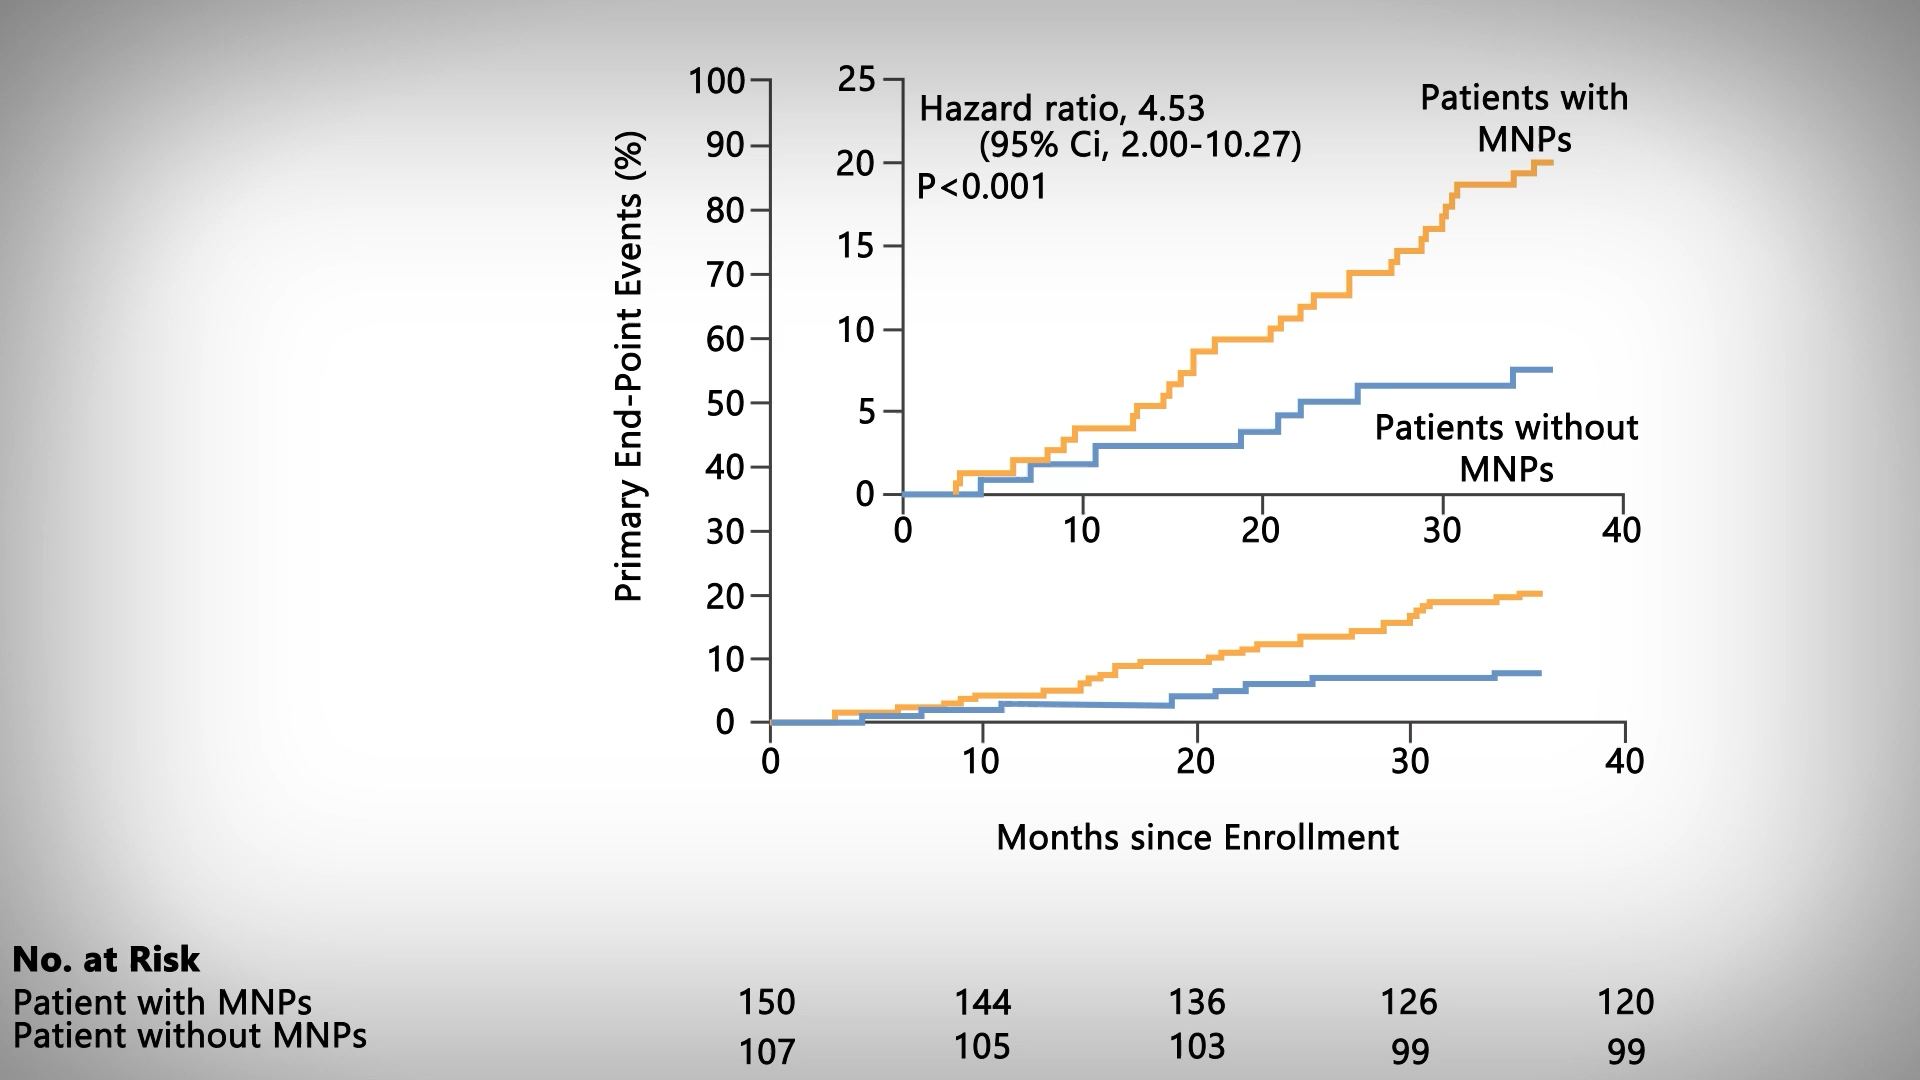 100
90
80
70
60
50
40
30
20
10
0
Primary End-Point Events (%)
25
20
15
10
5
0
Hazard ratio, 4.53
(95% Ci, 2.00-10.27)
P<0.001
Patients with
MNPs
Patients without
MNPs
0 10 20 30 40
0 10 20 30 40
Months since Enrollment
No. at Risk
Patient with MNPs 150 144 136 126 120
Patient without MNPs 107 105 103 99 99